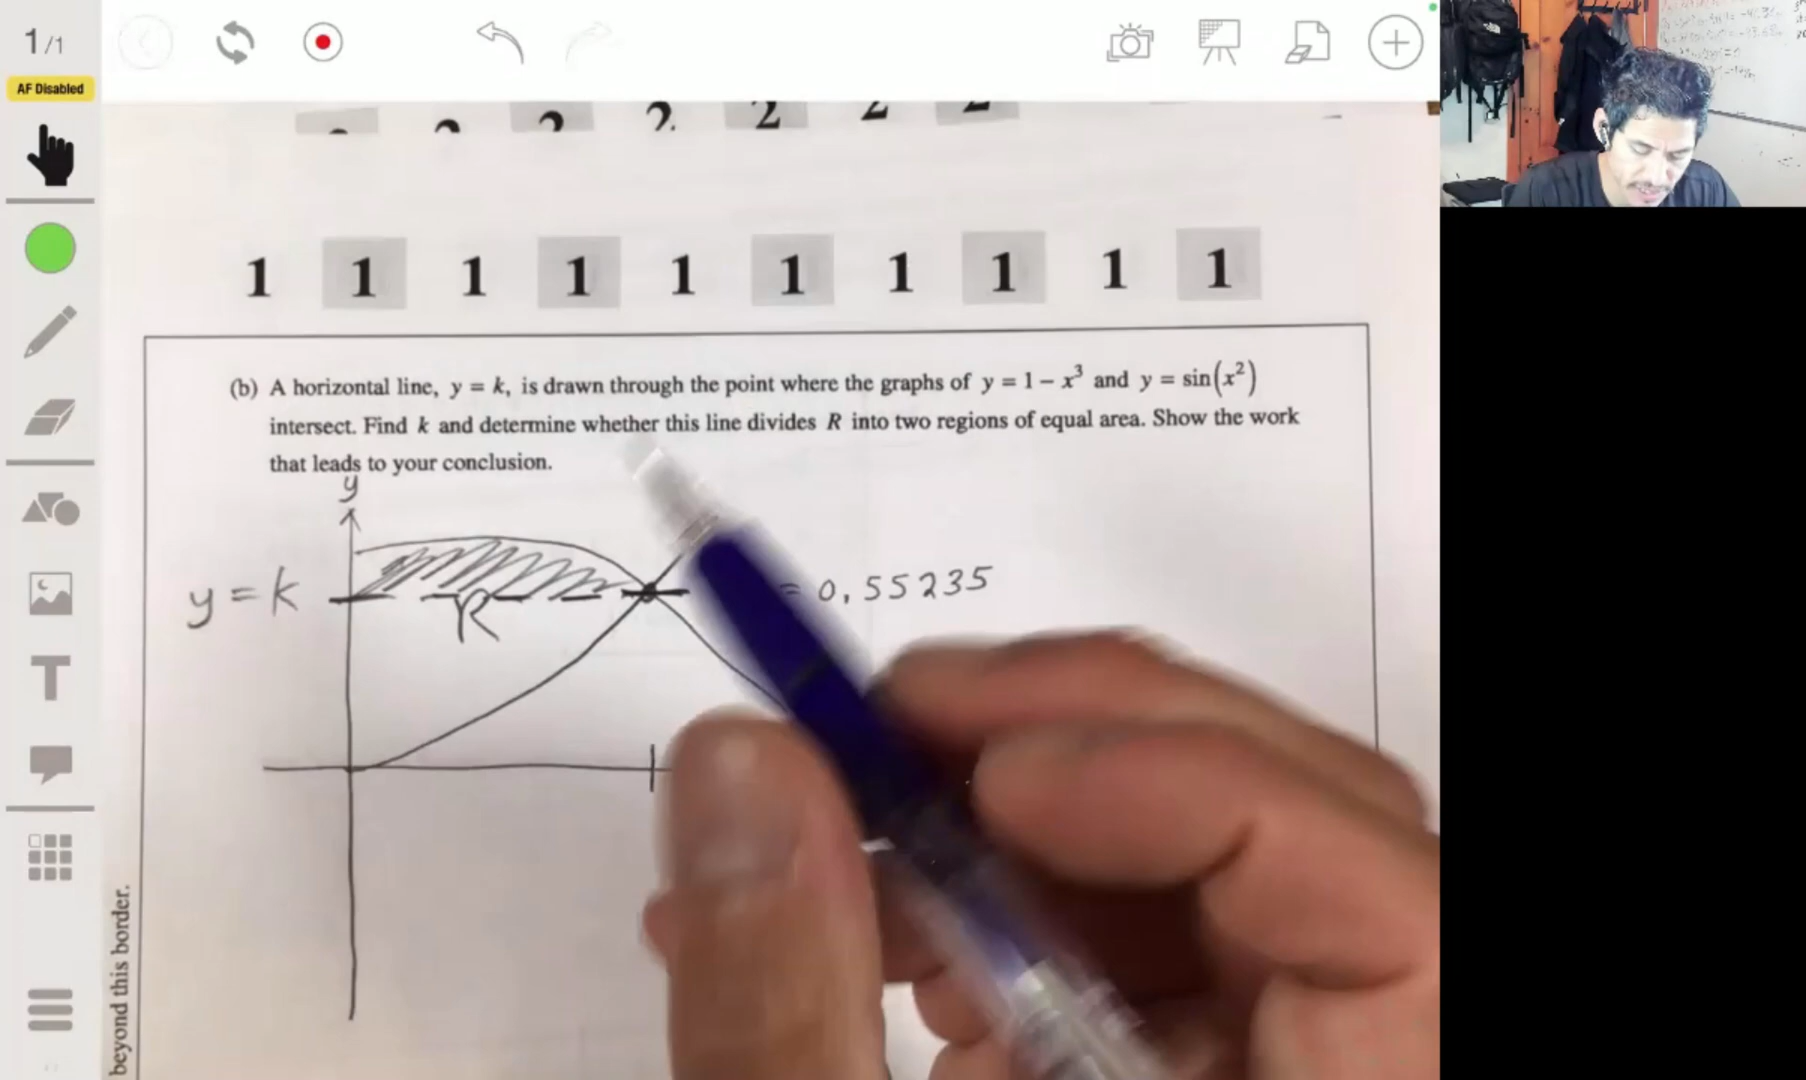 1/1
AF Disabled
T
2 2
1 1 1 1 1 1 1 1 1 1
(b) A horizontal line, y = k, is drawn through the point where the graphs of y = 1 − x³ and y = sin(x²)
intersect. Find k and determine whether this line divides R into two regions of equal area. Show the work
that leads to your conclusion.
y
y = k
R
= 0,55235
beyond this border.